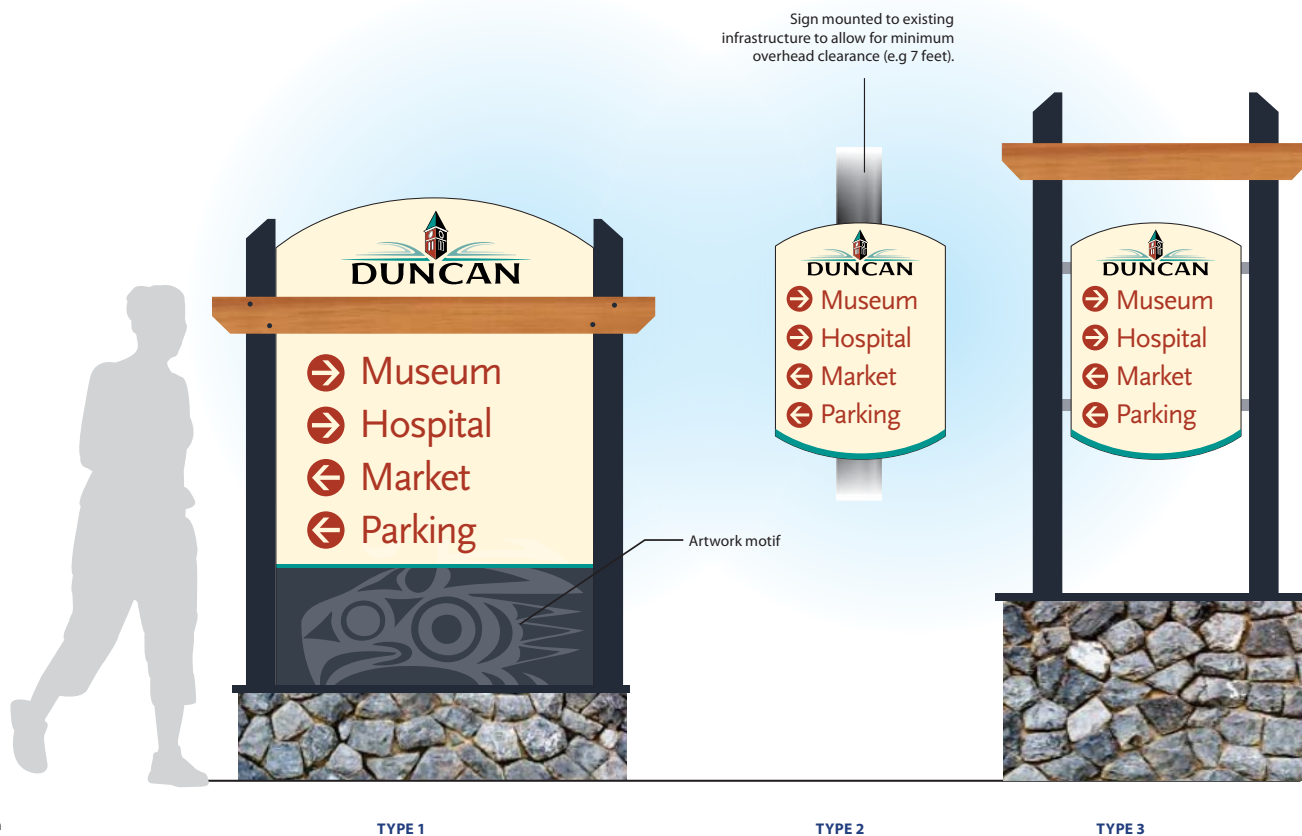 Sign mounted to existing
infrastructure to allow for minimum
overhead clearance (e.g 7 feet).
DUNCAN
Museum
Hospital
Market
Parking
Artwork motif
DUNCAN
Museum
Hospital
Market
Parking
DUNCAN
Museum
Hospital
Market
Parking
TYPE 1
TYPE 2
TYPE 3